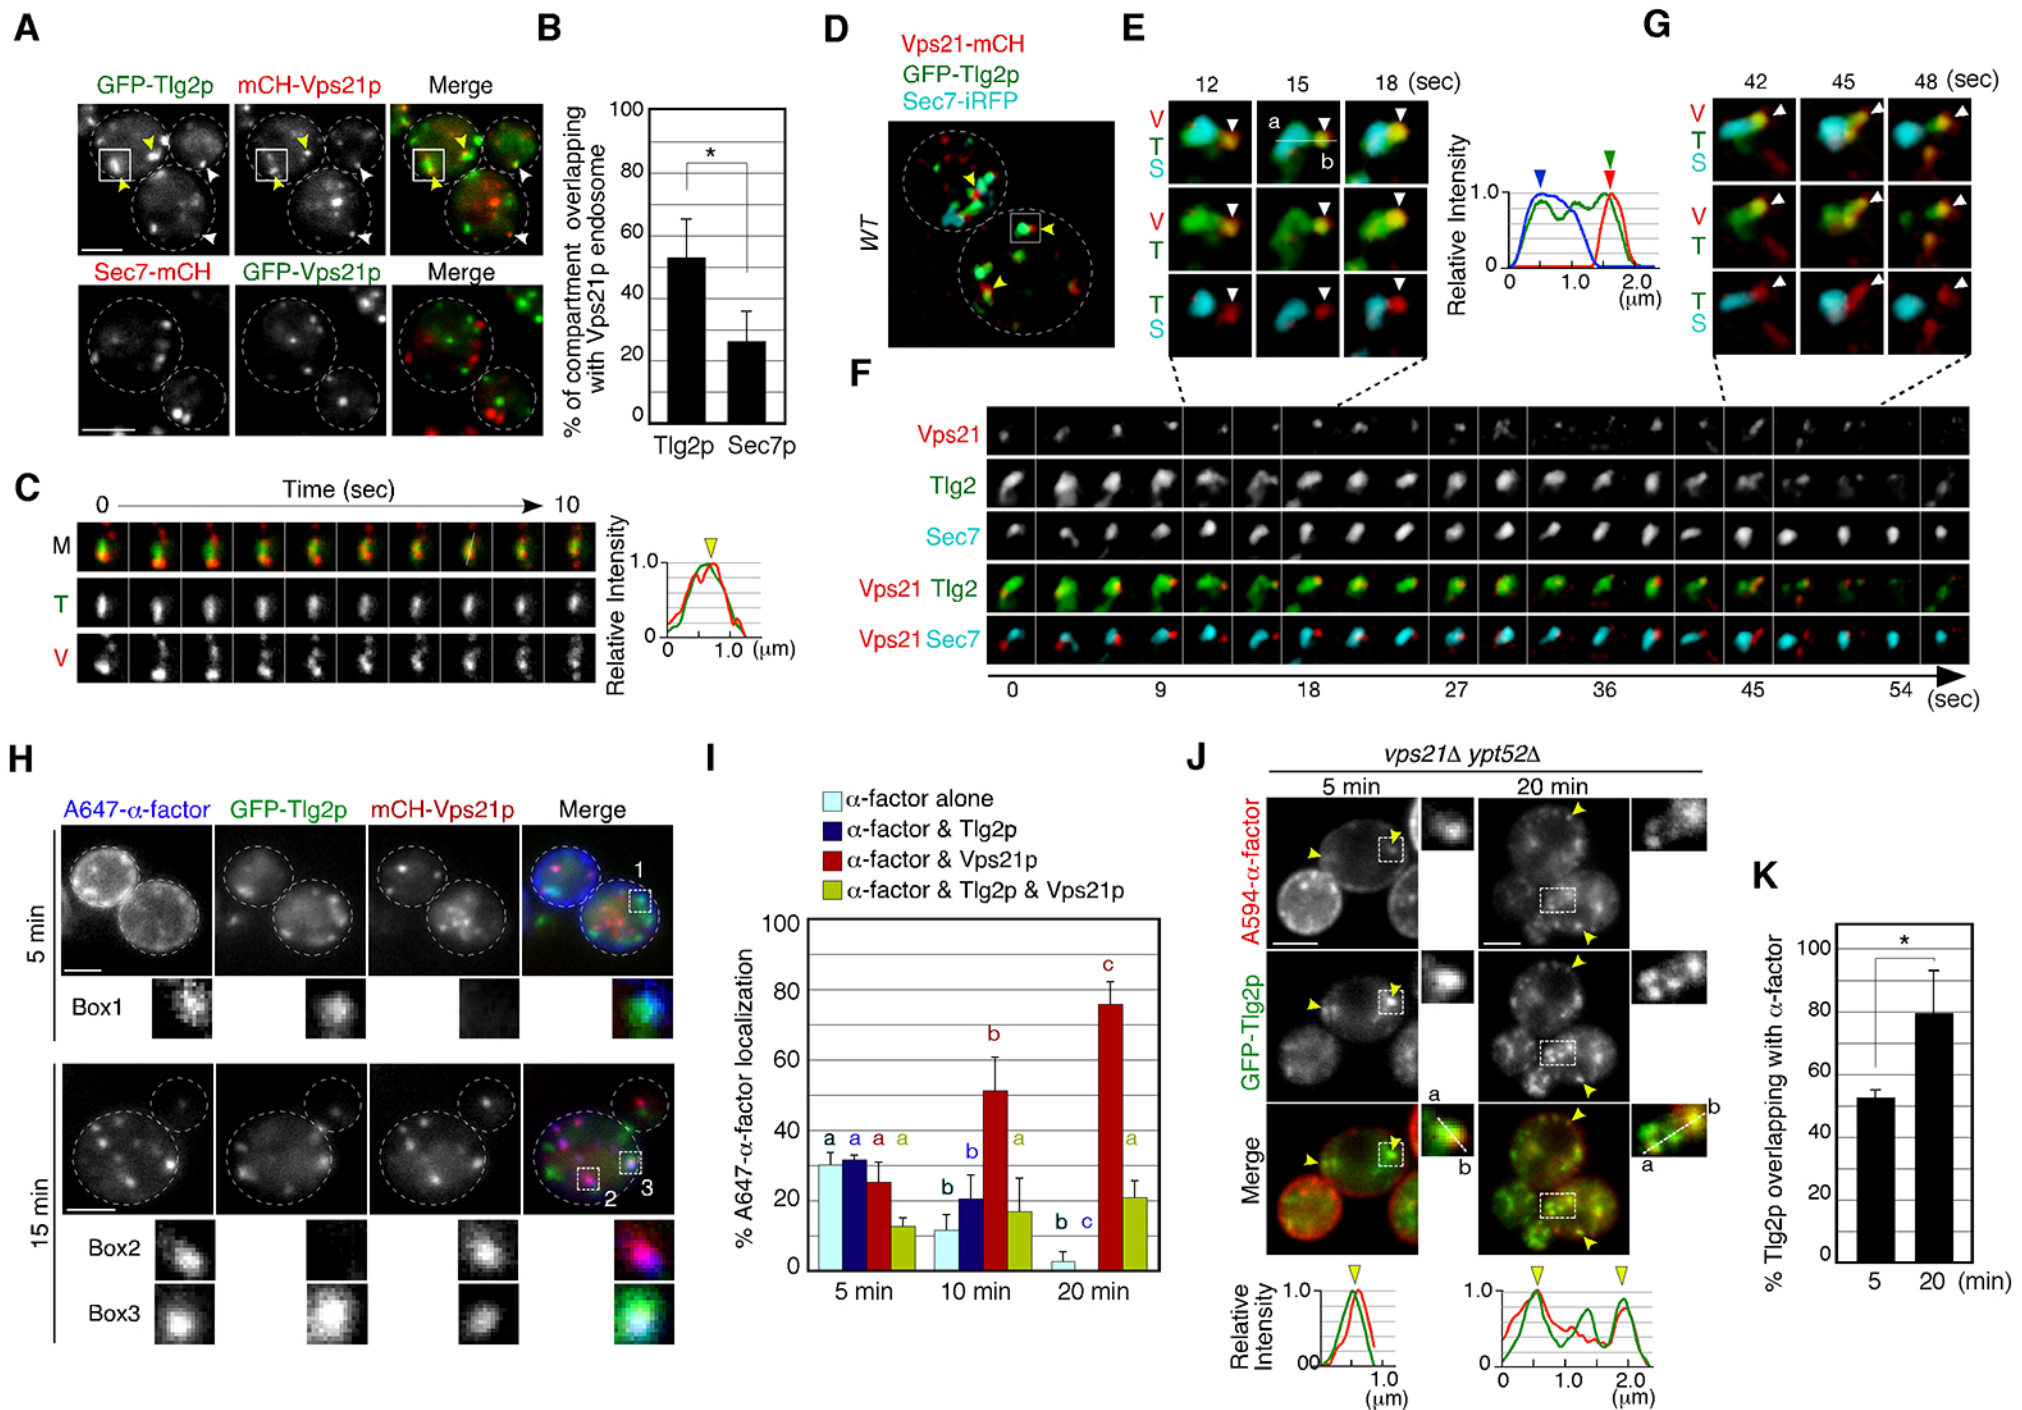 A
GFP-Tlg2p mCH-Vps21p Merge
Sec7-mCH GFP-Vps21p Merge
B
% of compartment overlapping
with Vps21p endosome
100
80
60
40
20
0
*
Tlg2p Sec7p
C
Time (sec)
0 10
M
T
V
Relative Intensity
1.0
0
0 1.0 (μm)
D
Vps21-mCH
GFP-Tlg2p
Sec7-iRFP
WT
E
12 15 18 (sec)
V
T
S
a
b
V
T
T
S
Relative Intensity
1.0
0
0 1.0 2.0
(μm)
F
Vps21
Tlg2
Sec7
Vps21 Tlg2
Vps21 Sec7
0 9 18 27 36 45 54 (sec)
G
42 45 48 (sec)
V
T
S
V
T
T
S
H
A647-α-factor GFP-Tlg2p mCH-Vps21p Merge
5 min
1
Box1
15 min
2 3
Box2
Box3
I
α-factor alone
α-factor & Tlg2p
α-factor & Vps21p
α-factor & Tlg2p & Vps21p
% A647-α-factor localization
100
80
60
40
20
0
a a a a
b b b a
b c c a
5 min 10 min 20 min
J
vps21Δ ypt52Δ
5 min 20 min
A594-α-factor
GFP-Tlg2p
Merge
a
b
a
b
Relative
Intensity
1.0
0
0
1.0
(μm)
1.0
0
0 1.0 2.0
(μm)
K
% Tlg2p overlapping with α-factor
100
80
60
40
20
0
*
5 20 (min)